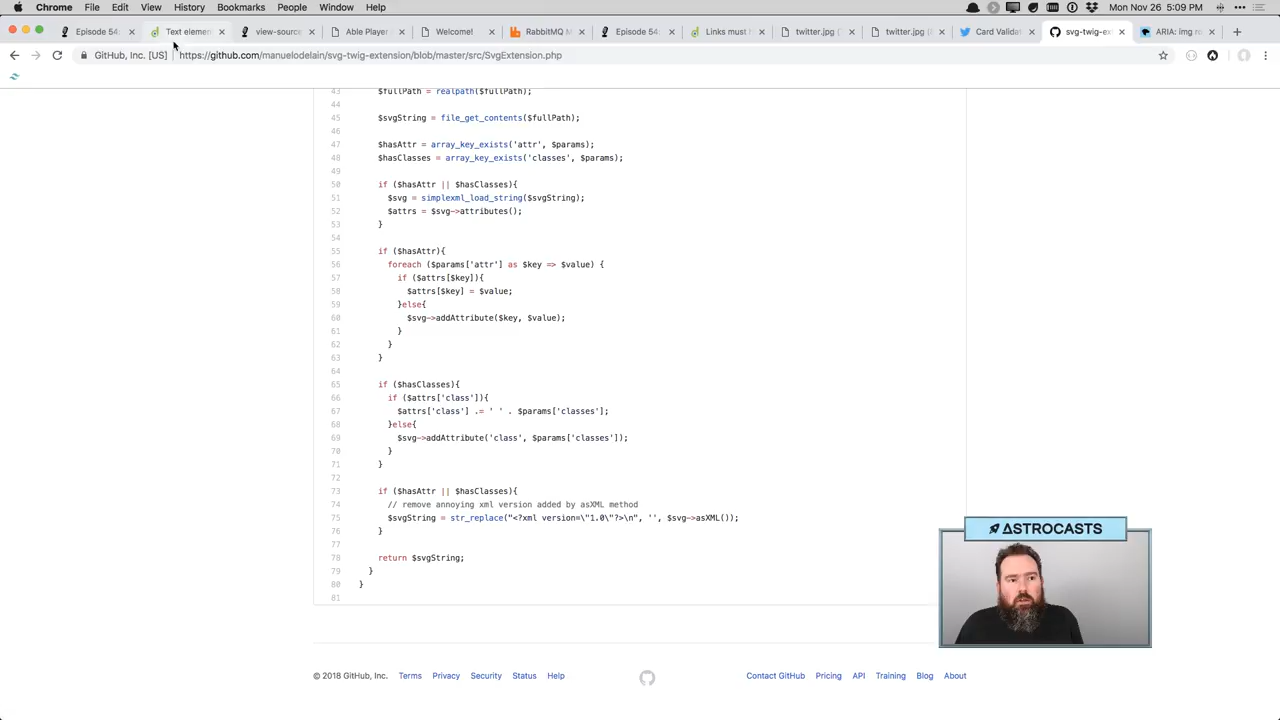 Chrome File Edit View History Bookmarks People Window Help Mon Nov 26 5:09 PM
Episode 54: Text elemen view-source Able Player Welcome! RabbitMQ M Episode 54: Links must h twitter.jpg ( twitter.jpg ( Card Valida svg-twig-ex ARIA: img ro
GitHub, Inc. [US] https://github.com/manuelodelain/svg-twig-extension/blob/master/src/SvgExtension.php
43 $fullPath = realpath($fullPath);
44
45 $svgString = file_get_contents($fullPath);
46
47 $hasAttr = array_key_exists('attr', $params);
48 $hasClasses = array_key_exists('classes', $params);
49
50 if ($hasAttr || $hasClasses){
51 $svg = simplexml_load_string($svgString);
52 $attrs = $svg->attributes();
53 }
54
55 if ($hasAttr){
56 foreach ($params['attr'] as $key => $value) {
57 if ($attrs[$key]){
58 $attrs[$key] = $value;
59 }else{
60 $svg->addAttribute($key, $value);
61 }
62 }
63 }
64
65 if ($hasClasses){
66 if ($attrs['class']){
67 $attrs['class'] .= ' ' . $params['classes'];
68 }else{
69 $svg->addAttribute('class', $params['classes']);
70 }
71 }
72
73 if ($hasAttr || $hasClasses){
74 // remove annoying xml version added by asXML method
75 $svgString = str_replace("<?xml version=\"1.0\"?>\n", '', $svg->asXML());
76 }
77
78 return $svgString;
79 }
80 }
81
ASTROCASTS
© 2018 GitHub, Inc. Terms Privacy Security Status Help Contact GitHub Pricing API Training Blog About